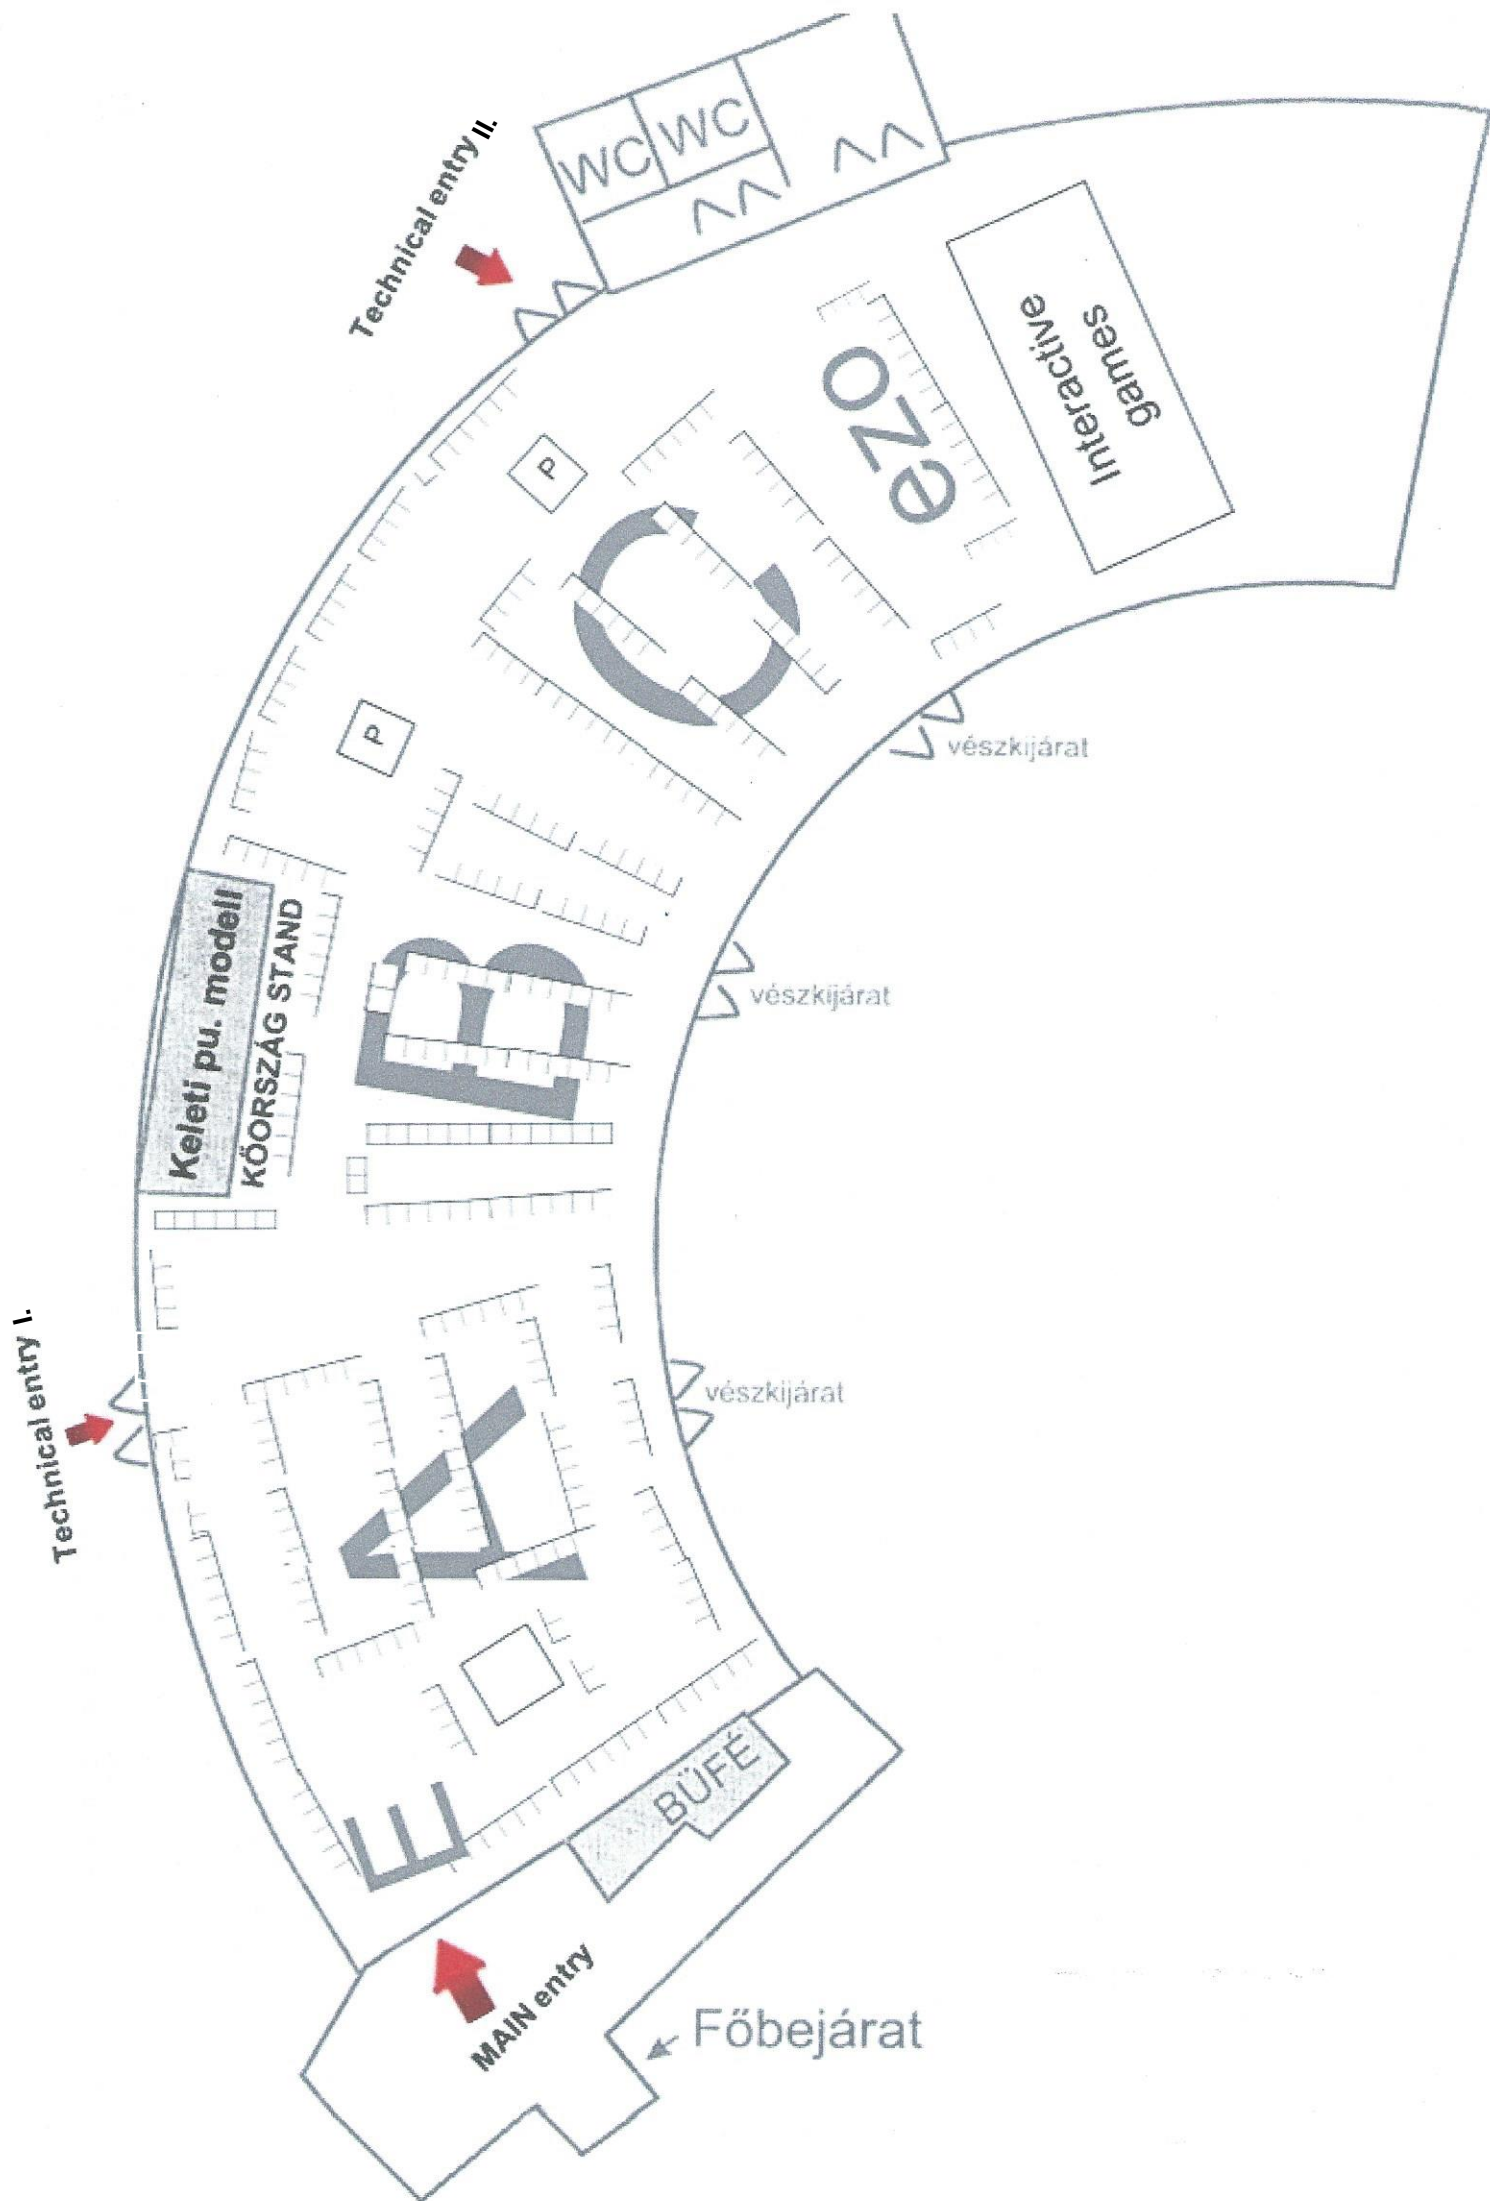 Technical entry II.
WC
WC
Interactive
games
ezo
P
C
P
vészkijárat
Keleti pu. modell
KŐORSZÁG STAND
B
vészkijárat
Technical entry I.
vészkijárat
A
E
BÜFÉ
MAIN entry
Főbejárat